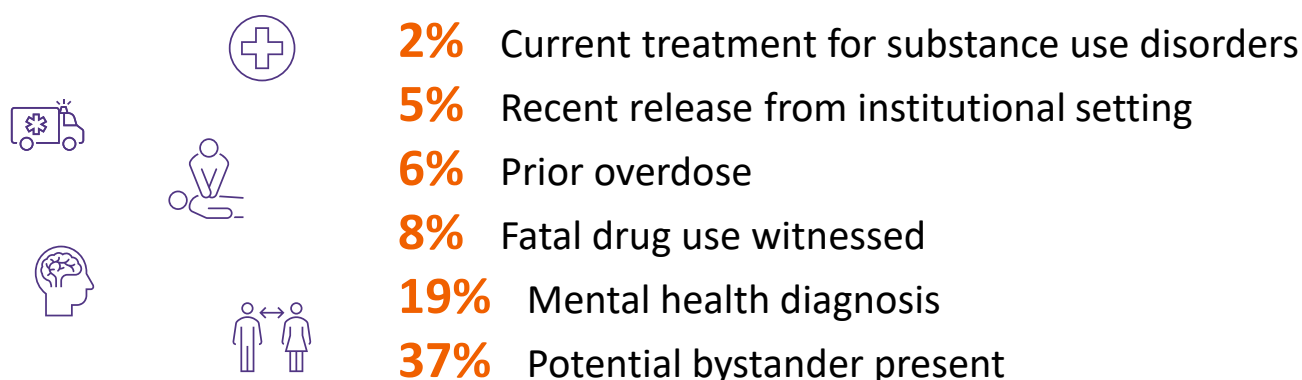 2% Current treatment for substance use disorders
5% Recent release from institutional setting
6% Prior overdose
8% Fatal drug use witnessed
19% Mental health diagnosis
37% Potential bystander present